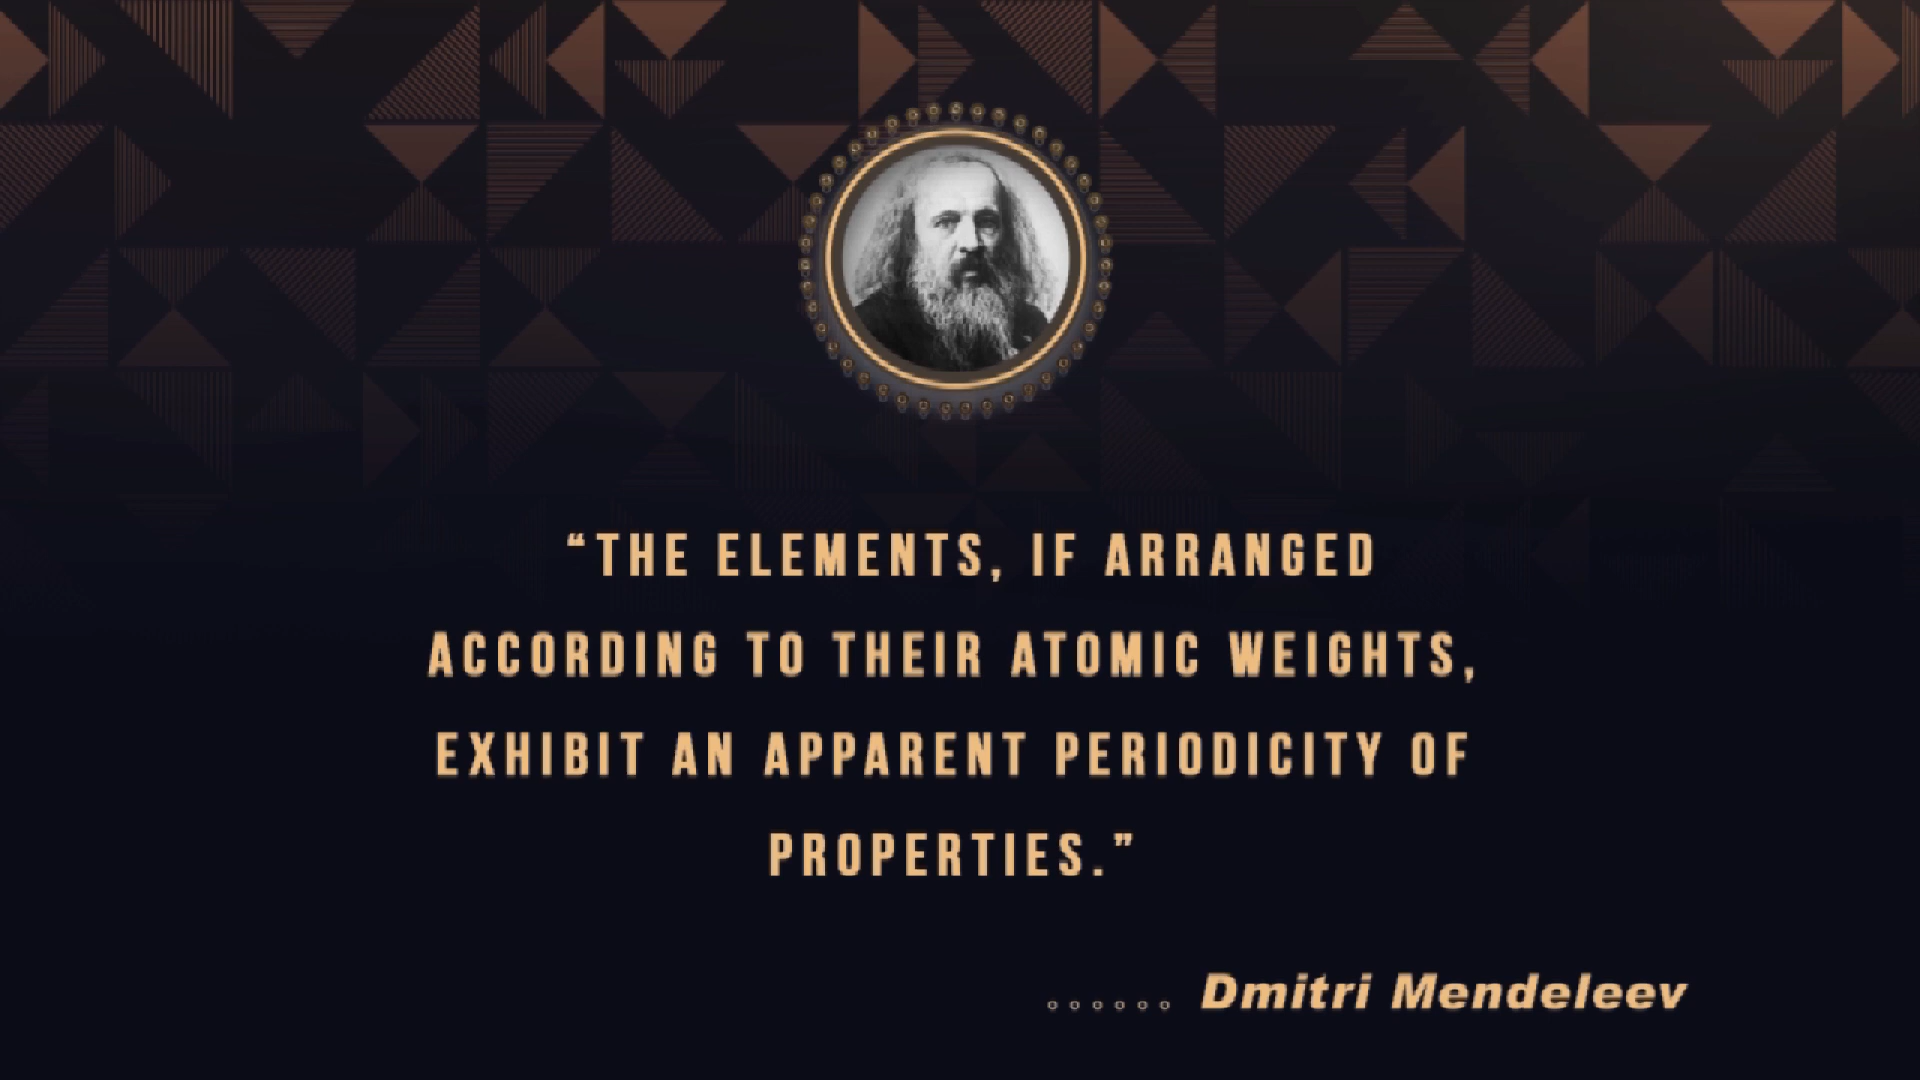 “THE ELEMENTS, IF ARRANGED
ACCORDING TO THEIR ATOMIC WEIGHTS,
EXHIBIT AN APPARENT PERIODICITY OF
PROPERTIES.”
...... Dmitri Mendeleev